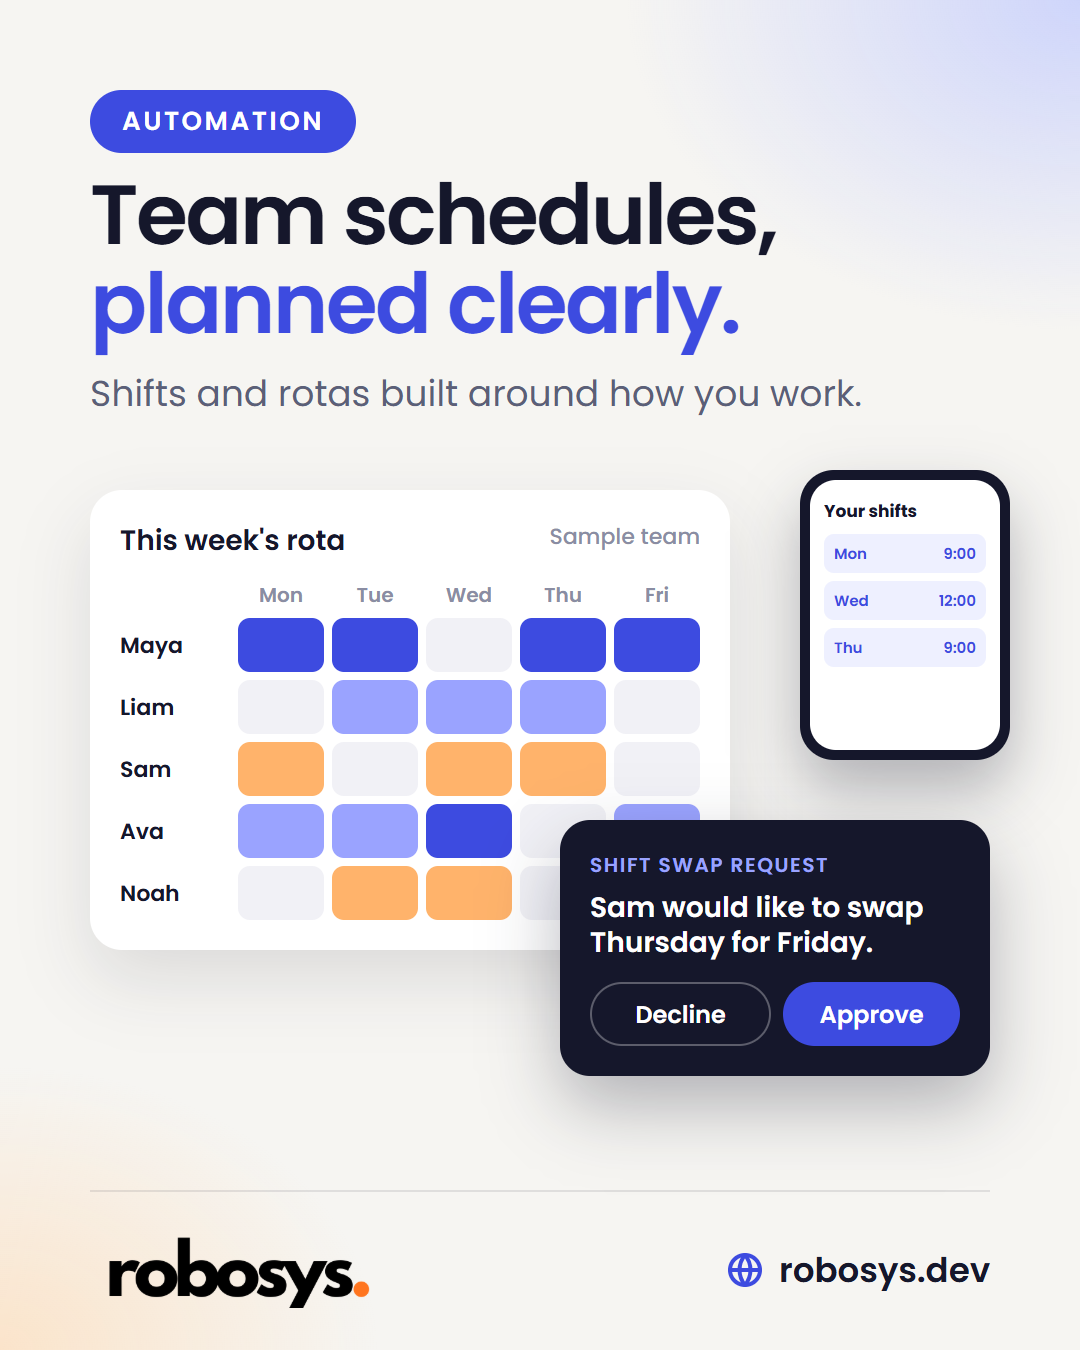 AUTOMATION
Team schedules,
planned clearly.
Shifts and rotas built around how you work.
This week's rota
Sample team
Mon Tue Wed Thu Fri
Maya
Liam
Sam
Ava
Noah
Your shifts
Mon 9:00
Wed 12:00
Thu 9:00
SHIFT SWAP REQUEST
Sam would like to swap
Thursday for Friday.
Decline Approve
robosys.
robosys.dev